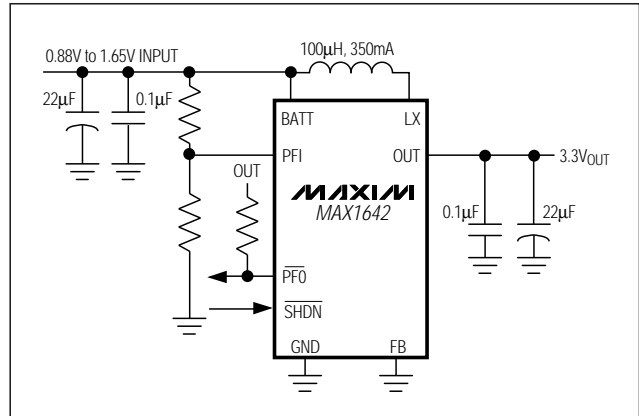 0.88V to 1.65V INPUT
100µH, 350mA
22µF
0.1µF
BATT
LX
PFI
OUT
OUT
3.3VOUT
MAXIM
MAX1642
0.1µF
22µF
PF0
SHDN
GND
FB